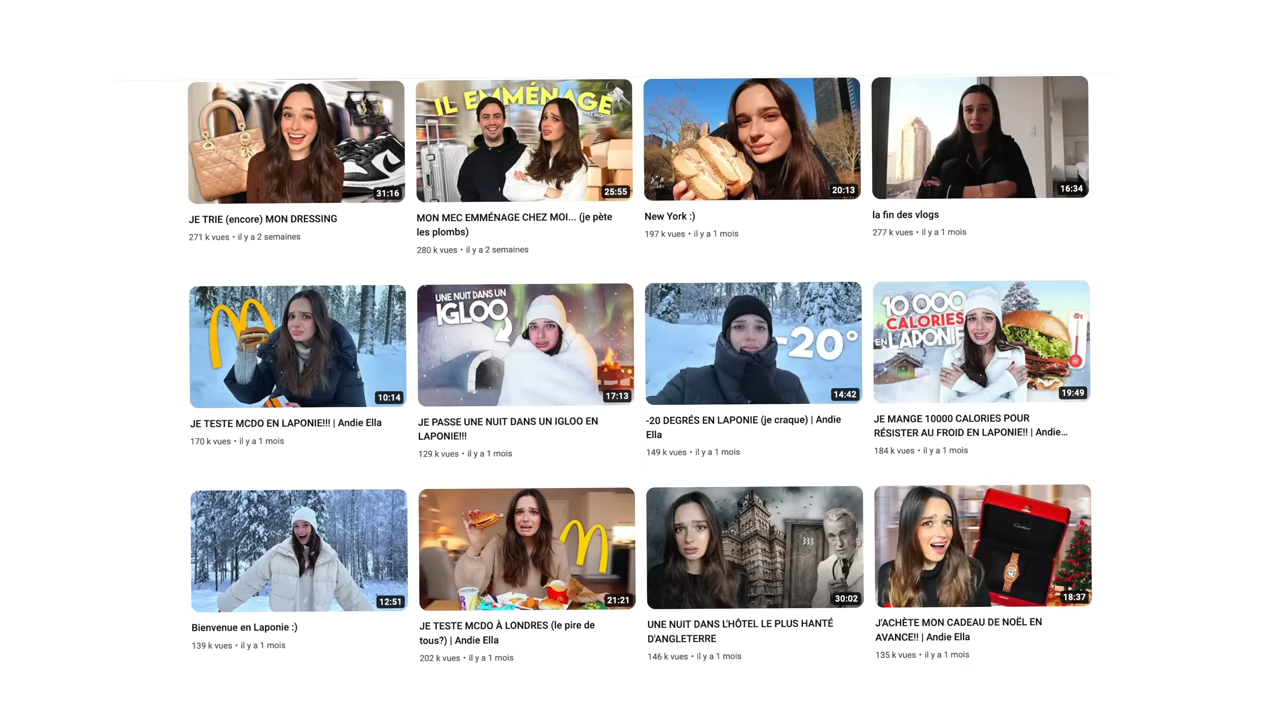 31:16
IL EMMÉNAGE
25:55
20:13
16:34
JE TRIE (encore) MON DRESSING
271 k vues • il y a 2 semaines
MON MEC EMMÉNAGE CHEZ MOI... (je pète
les plombs)
280 k vues • il y a 2 semaines
New York :)
197 k vues • il y a 1 mois
la fin des vlogs
277 k vues • il y a 1 mois
10:14
UNE NUIT DANS UN
IGLOO
17:13
-20°
14:42
10 000
CALORIES
EN LAPONIE
19:49
JE TESTE MCDO EN LAPONIE!!! | Andie Ella
170 k vues • il y a 1 mois
JE PASSE UNE NUIT DANS UN IGLOO EN
LAPONIE!!!
129 k vues • il y a 1 mois
-20 DEGRÉS EN LAPONIE (je craque) | Andie
Ella
149 k vues • il y a 1 mois
JE MANGE 10000 CALORIES POUR
RÉSISTER AU FROID EN LAPONIE!! | Andie...
184 k vues • il y a 1 mois
12:51
21:21
30:02
Cartier
18:37
Bienvenue en Laponie :)
139 k vues • il y a 1 mois
JE TESTE MCDO À LONDRES (le pire de
tous?) | Andie Ella
202 k vues • il y a 1 mois
UNE NUIT DANS L'HÔTEL LE PLUS HANTÉ
D'ANGLETERRE
146 k vues • il y a 1 mois
J'ACHÈTE MON CADEAU DE NOËL EN
AVANCE!! | Andie Ella
135 k vues • il y a 1 mois